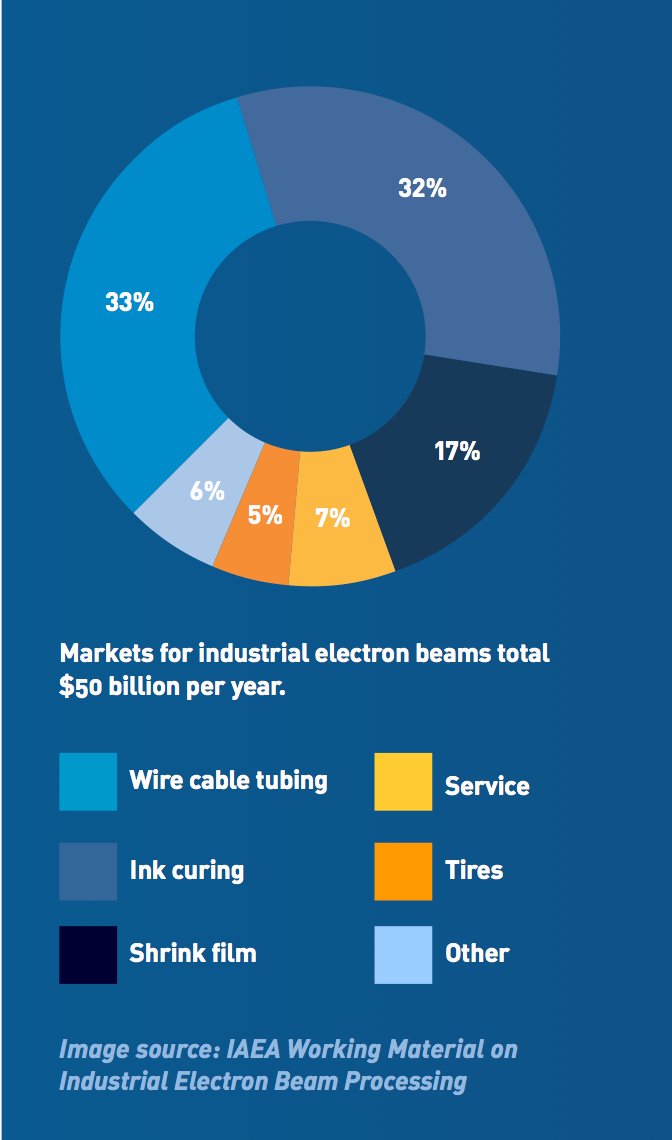 32%
33%
17%
6%
5%
7%
Markets for industrial electron beams total
$50 billion per year.
Wire cable tubing
Service
Ink curing
Tires
Shrink film
Other
Image source: IAEA Working Material on
Industrial Electron Beam Processing